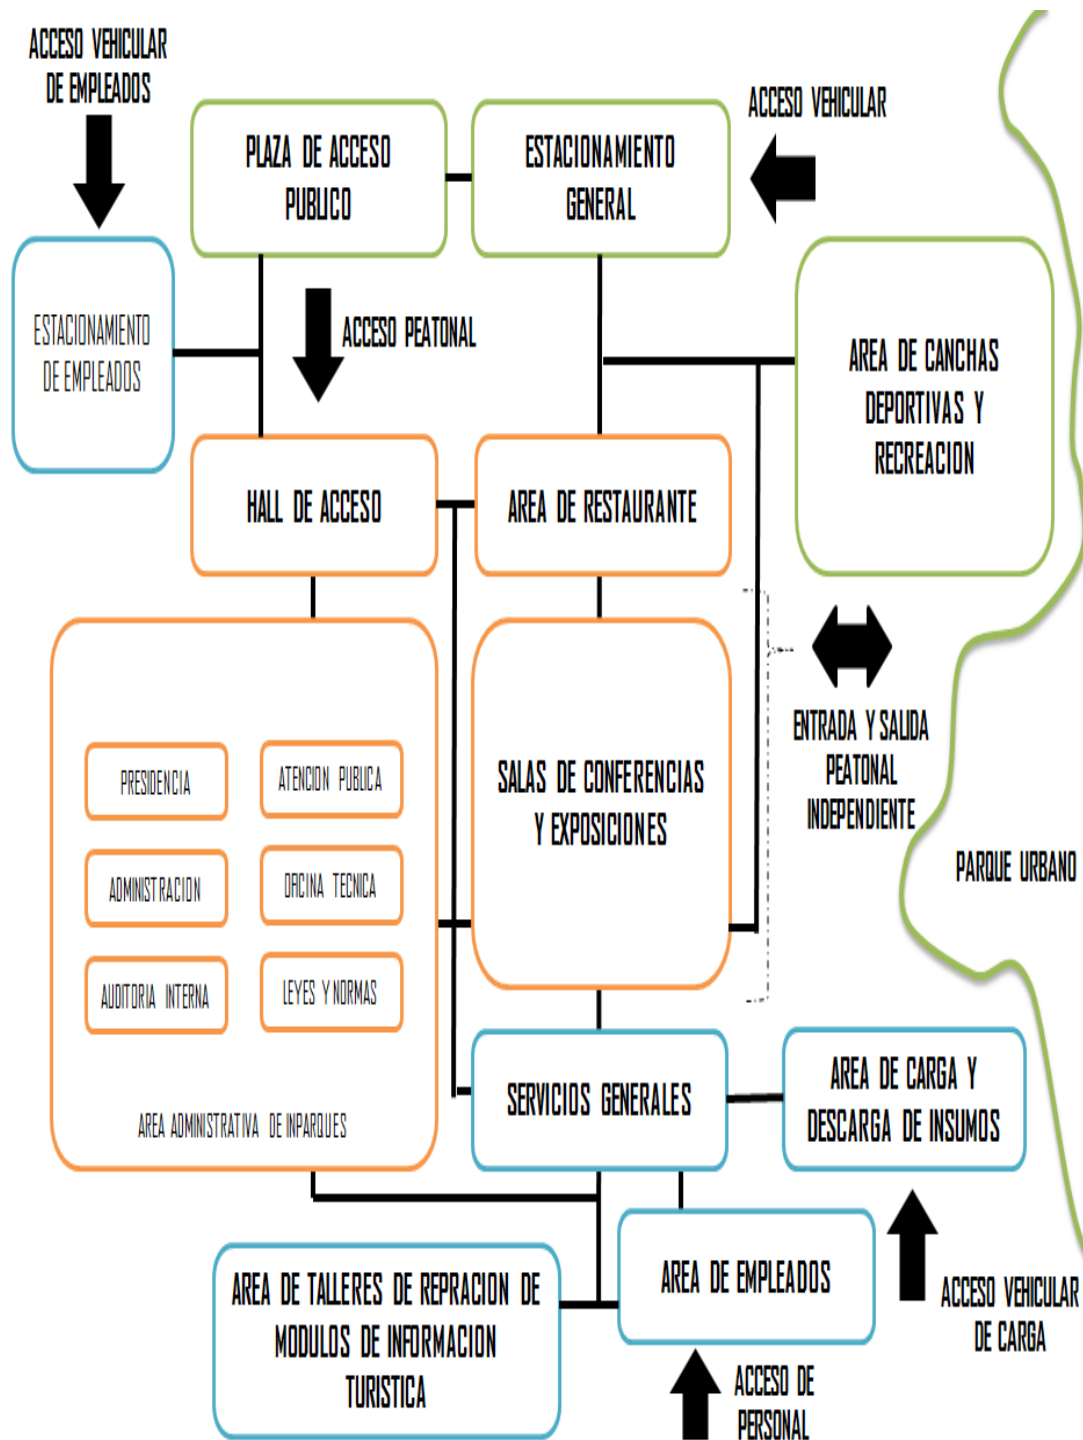 ACCESO VEHICULAR
DE EMPLEADOS
PLAZA DE ACCESO
PUBLICO
ESTACIONAMIENTO
GENERAL
ACCESO VEHICULAR
ESTACIONAMIENTO
DE EMPLEADOS
ACCESO PEATONAL
AREA DE CANCHAS
DEPORTIVAS Y
RECREACION
HALL DE ACCESO
AREA DE RESTAURANTE
ENTRADA Y SALIDA
PEATONAL
INDEPENDIENTE
PRESIDENCIA
ATENCION PUBLICA
SALAS DE CONFERENCIAS
Y EXPOSICIONES
ADMINISTRACION
OFICINA TECNICA
PARQUE URBANO
AUDITORIA INTERNA
LEYES Y NORMAS
AREA ADMINISTRATIVA DE INPARQUES
SERVICIOS GENERALES
AREA DE CARGA Y
DESCARGA DE INSUMOS
AREA DE TALLERES DE REPRACION DE
MODULOS DE INFORMACION
TURISTICA
AREA DE EMPLEADOS
ACCESO VEHICULAR
DE CARGA
ACCESO DE
PERSONAL